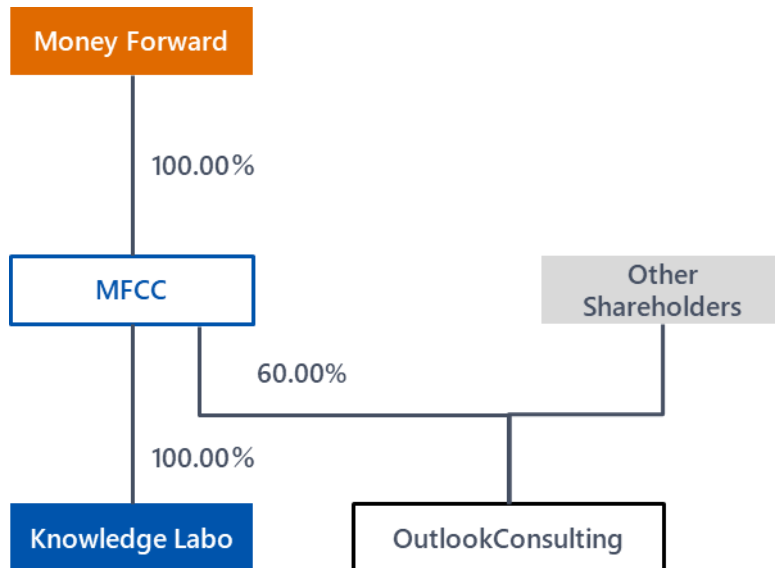 Money Forward
100.00%
MFCC
Other
Shareholders
60.00%
100.00%
Knowledge Labo
OutlookConsulting